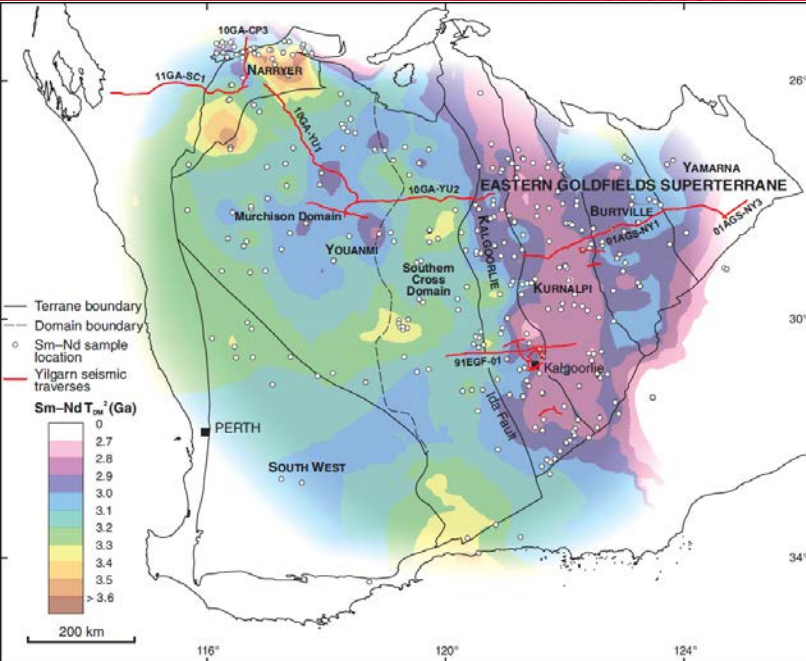 10GA-CP3
26°
11GA-SC1
NARRYER
10GA-YU1
YAMARNA
10GA-YU2
EASTERN GOLDFIELDS SUPERTERRANE
Murchison Domain
BURTVILLE
01AGS-NY3
01AGS-NY1
KALGOORLIE
YOUANMI
Southern
Cross
Domain
KURNALPI
Terrane boundary
Domain boundary
30°
Sm–Nd sample
location
Yilgarn seismic
traverses
91EGF-01
Kalgoorlie
Ida Fault
Sm–Nd TDM² (Ga)
0
2.7
2.8
2.9
3.0
3.1
3.2
3.3
3.4
3.5
> 3.6
PERTH
SOUTH WEST
34°
200 km
116°
120°
124°